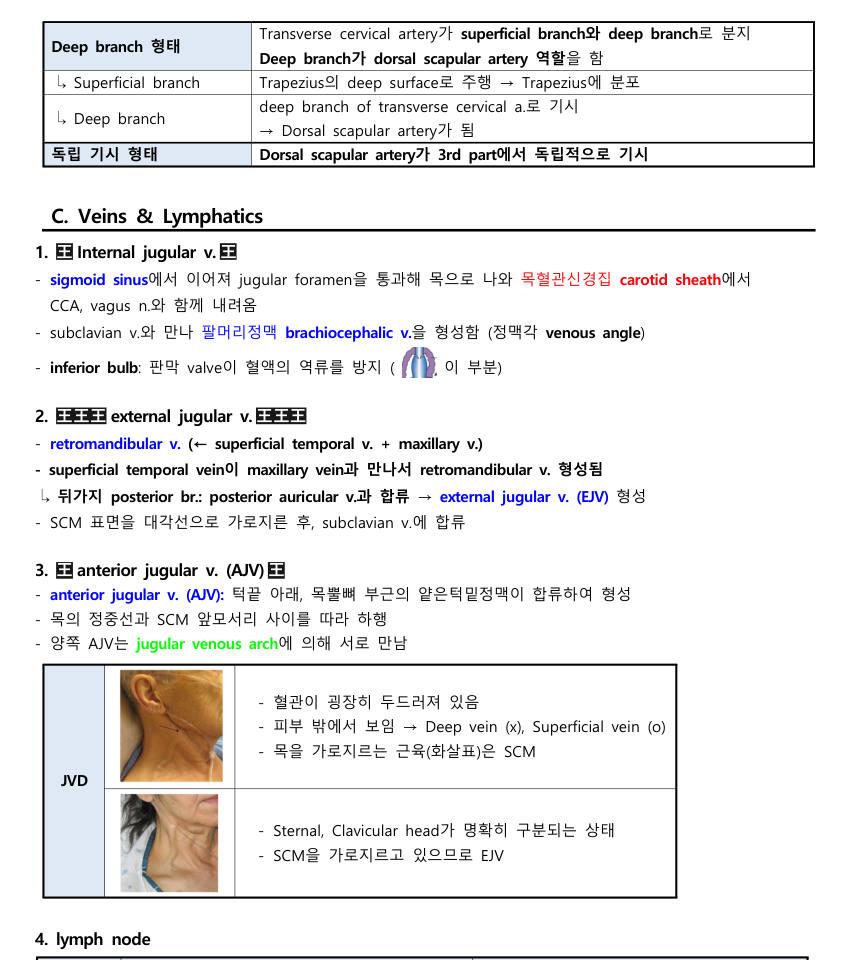 Deep branch 형태
Transverse cervical artery가 superficial branch와 deep branch로 분지
Deep branch가 dorsal scapular artery 역할을 함
↳ Superficial branch
Trapezius의 deep surface로 주행 → Trapezius에 분포
↳ Deep branch
deep branch of transverse cervical a.로 기시
→ Dorsal scapular artery가 됨
독립 기시 형태
Dorsal scapular artery가 3rd part에서 독립적으로 기시
C. Veins & Lymphatics
1. 王 Internal jugular v. 王
- sigmoid sinus에서 이어져 jugular foramen을 통과해 목으로 나와 목혈관신경집 carotid sheath에서
CCA, vagus n.와 함께 내려옴
- subclavian v.와 만나 팔머리정맥 brachiocephalic v.을 형성함 (정맥각 venous angle)
- inferior bulb: 판막 valve이 혈액의 역류를 방지 ( 이 부분)
2. 王王王 external jugular v. 王王王
- retromandibular v. (← superficial temporal v. + maxillary v.)
- superficial temporal vein이 maxillary vein과 만나서 retromandibular v. 형성됨
↳ 뒤가지 posterior br.: posterior auricular v.과 합류 → external jugular v. (EJV) 형성
- SCM 표면을 대각선으로 가로지른 후, subclavian v.에 합류
3. 王 anterior jugular v. (AJV) 王
- anterior jugular v. (AJV): 턱끝 아래, 목뿔뼈 부근의 얕은턱밑정맥이 합류하여 형성
- 목의 정중선과 SCM 앞모서리 사이를 따라 하행
- 양쪽 AJV는 jugular venous arch에 의해 서로 만남
JVD
- 혈관이 굉장히 두드러져 있음
- 피부 밖에서 보임 → Deep vein (x), Superficial vein (o)
- 목을 가로지르는 근육(화살표)은 SCM
- Sternal, Clavicular head가 명확히 구분되는 상태
- SCM을 가로지르고 있으므로 EJV
4. lymph node